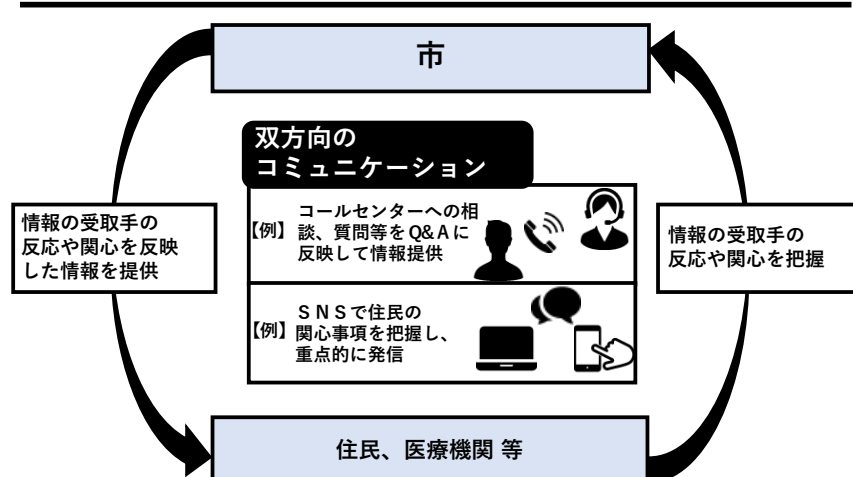 市
双方向の
コミュニケーション
【例】
コールセンターへの相
談、質問等をQ&Aに
反映して情報提供
【例】
ＳＮＳで住民の
関心事項を把握し、
重点的に発信
情報の受取手の
反応や関心を反映
した情報を提供
情報の受取手の
反応や関心を把握
住民、医療機関 等